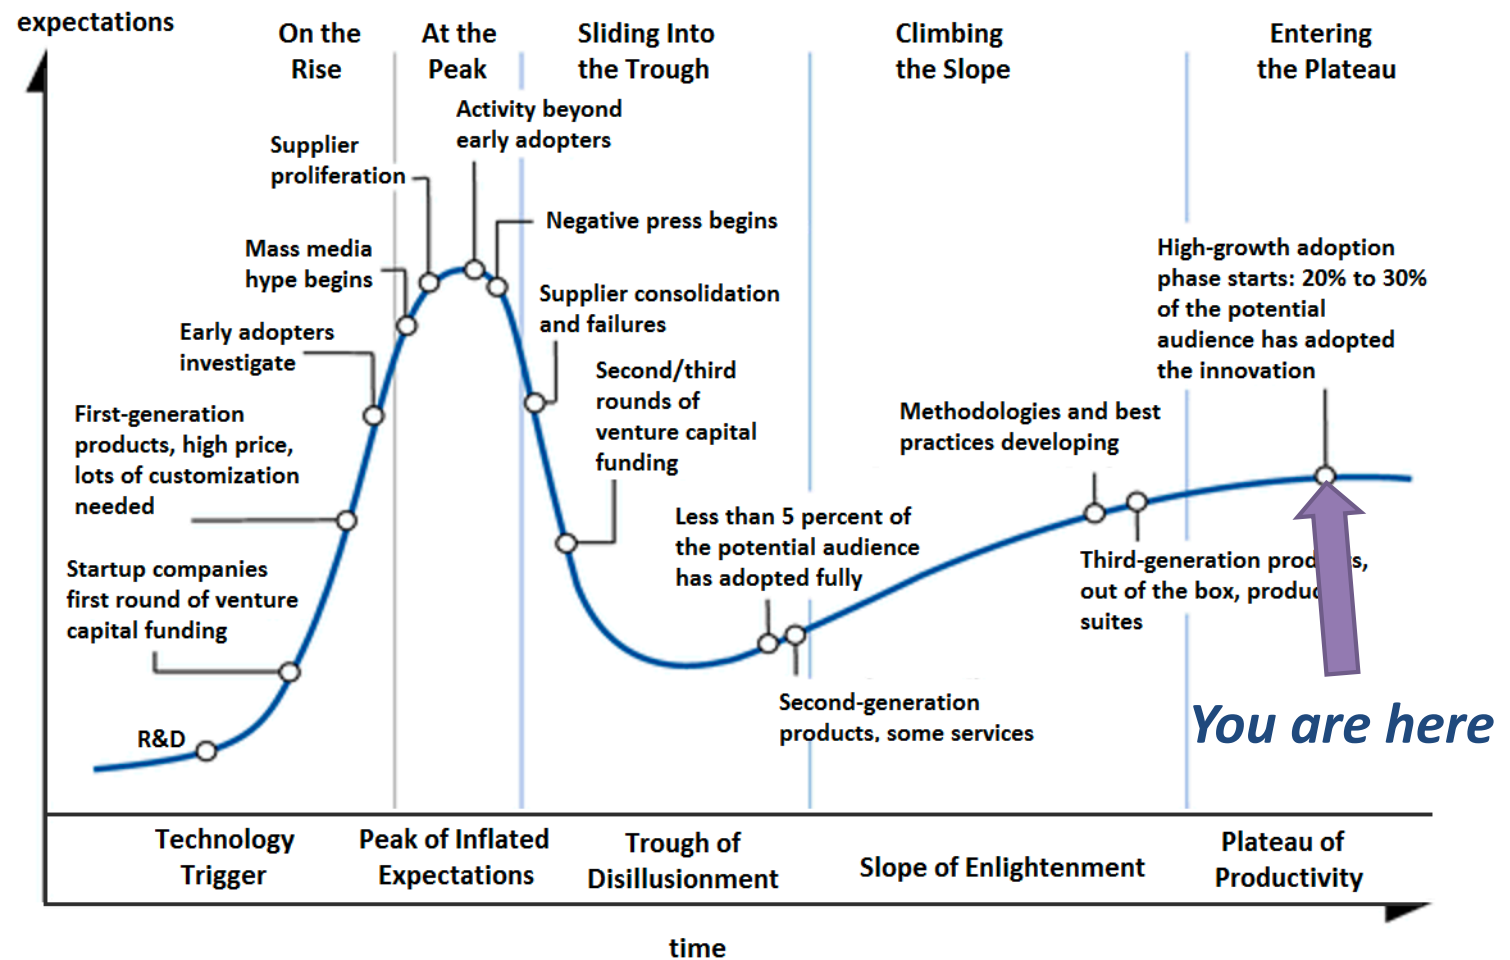 expectations
On the
Rise
At the
Peak
Sliding Into
the Trough
Climbing
the Slope
Entering
the Plateau
Activity beyond
early adopters
Supplier
proliferation
Negative press begins
Mass media
hype begins
Supplier consolidation
and failures
Early adopters
investigate
Second/third
rounds of
venture capital
funding
High-growth adoption
phase starts: 20% to 30%
of the potential
audience has adopted
the innovation
First-generation
products, high price,
lots of customization
needed
Methodologies and best
practices developing
Less than 5 percent of
the potential audience
has adopted fully
Startup companies
first round of venture
capital funding
Third-generation
out of the box,
suites
R&D
Second-generation
products, some services
You are here
Technology
Trigger
Peak of Inflated
Expectations
Trough of
Disillusionment
Slope of Enlightenment
Plateau of
Productivity
time